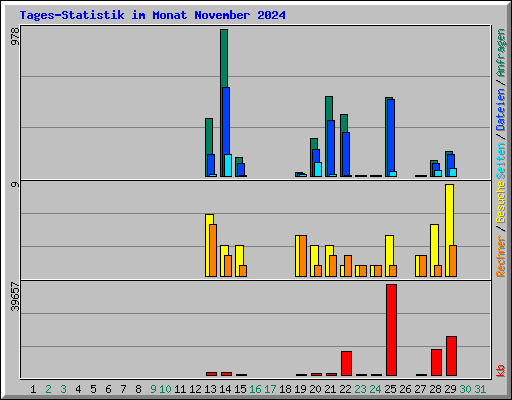 Tages-Statistik im Monat November 2024
978
9
39657
Anfragen / Dateien / Seiten
Besuche / Rechner
kb
1 2 3 4 5 6 7 8 9 10 11 12 13 14 15 16 17 18 19 20 21 22 23 24 25 26 27 28 29 30 31